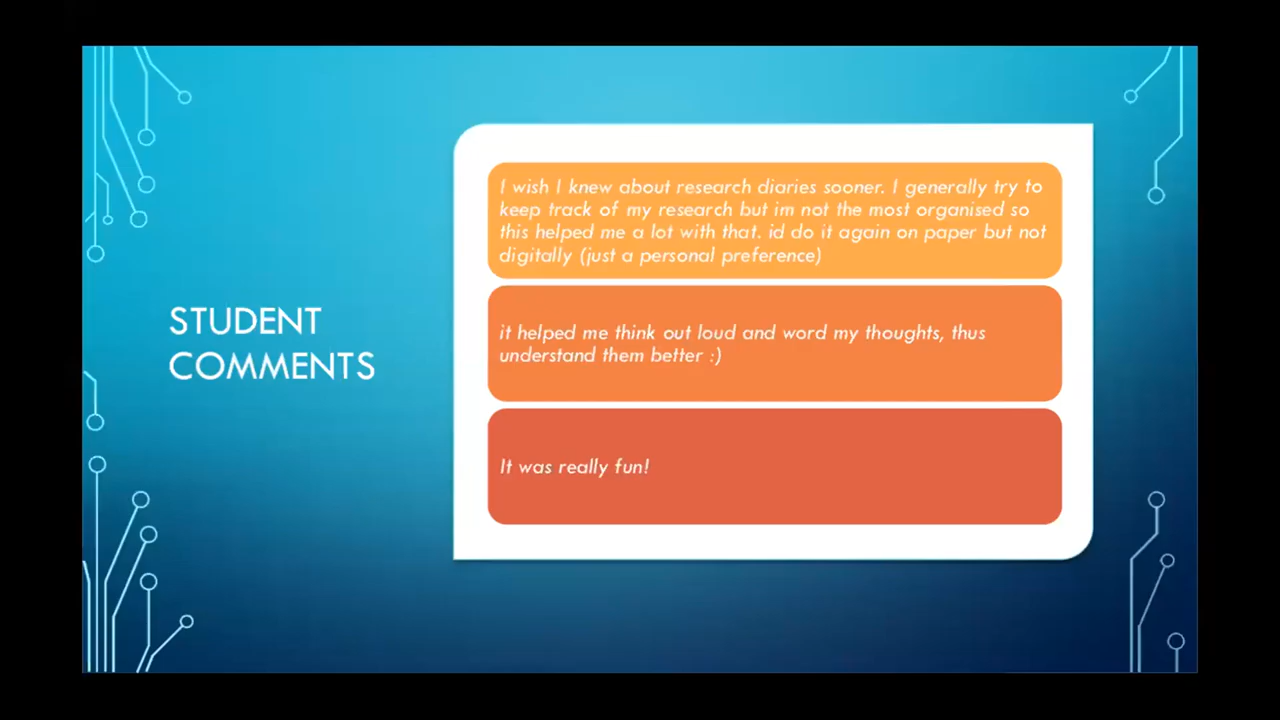 STUDENT
COMMENTS
I wish I knew about research diaries sooner. I generally try to
keep track of my research but im not the most organised so
this helped me a lot with that. id do it again on paper but not
digitally (just a personal preference)
it helped me think out loud and word my thoughts, thus
understand them better :)
It was really fun!